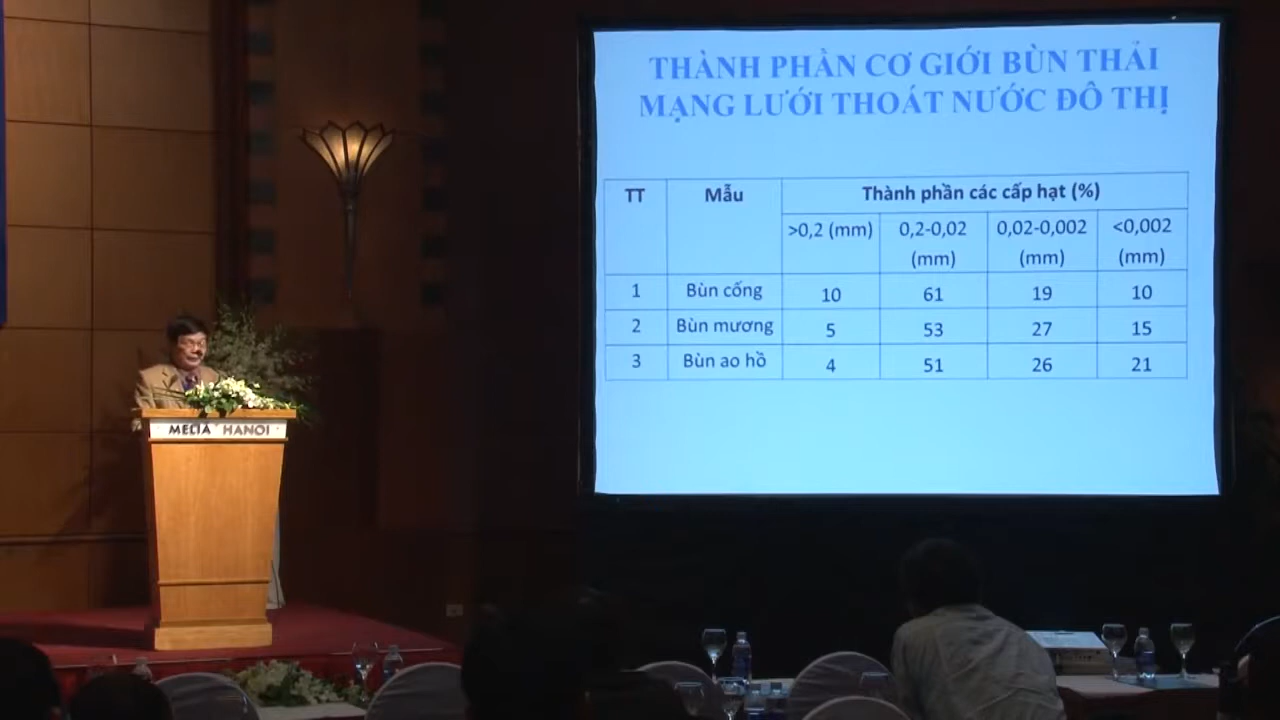 THÀNH PHẦN CƠ GIỚI BÙN THẢI
MẠNG LƯỚI THOÁT NƯỚC ĐÔ THỊ
TT Mẫu Thành phần các cấp hạt (%)
>0,2 (mm) 0,2-0,02 (mm) 0,02-0,002 (mm) <0,002 (mm)
1 Bùn cống 10 61 19 10
2 Bùn mương 5 53 27 15
3 Bùn ao hồ 4 51 26 21
MELIÁ HANOI